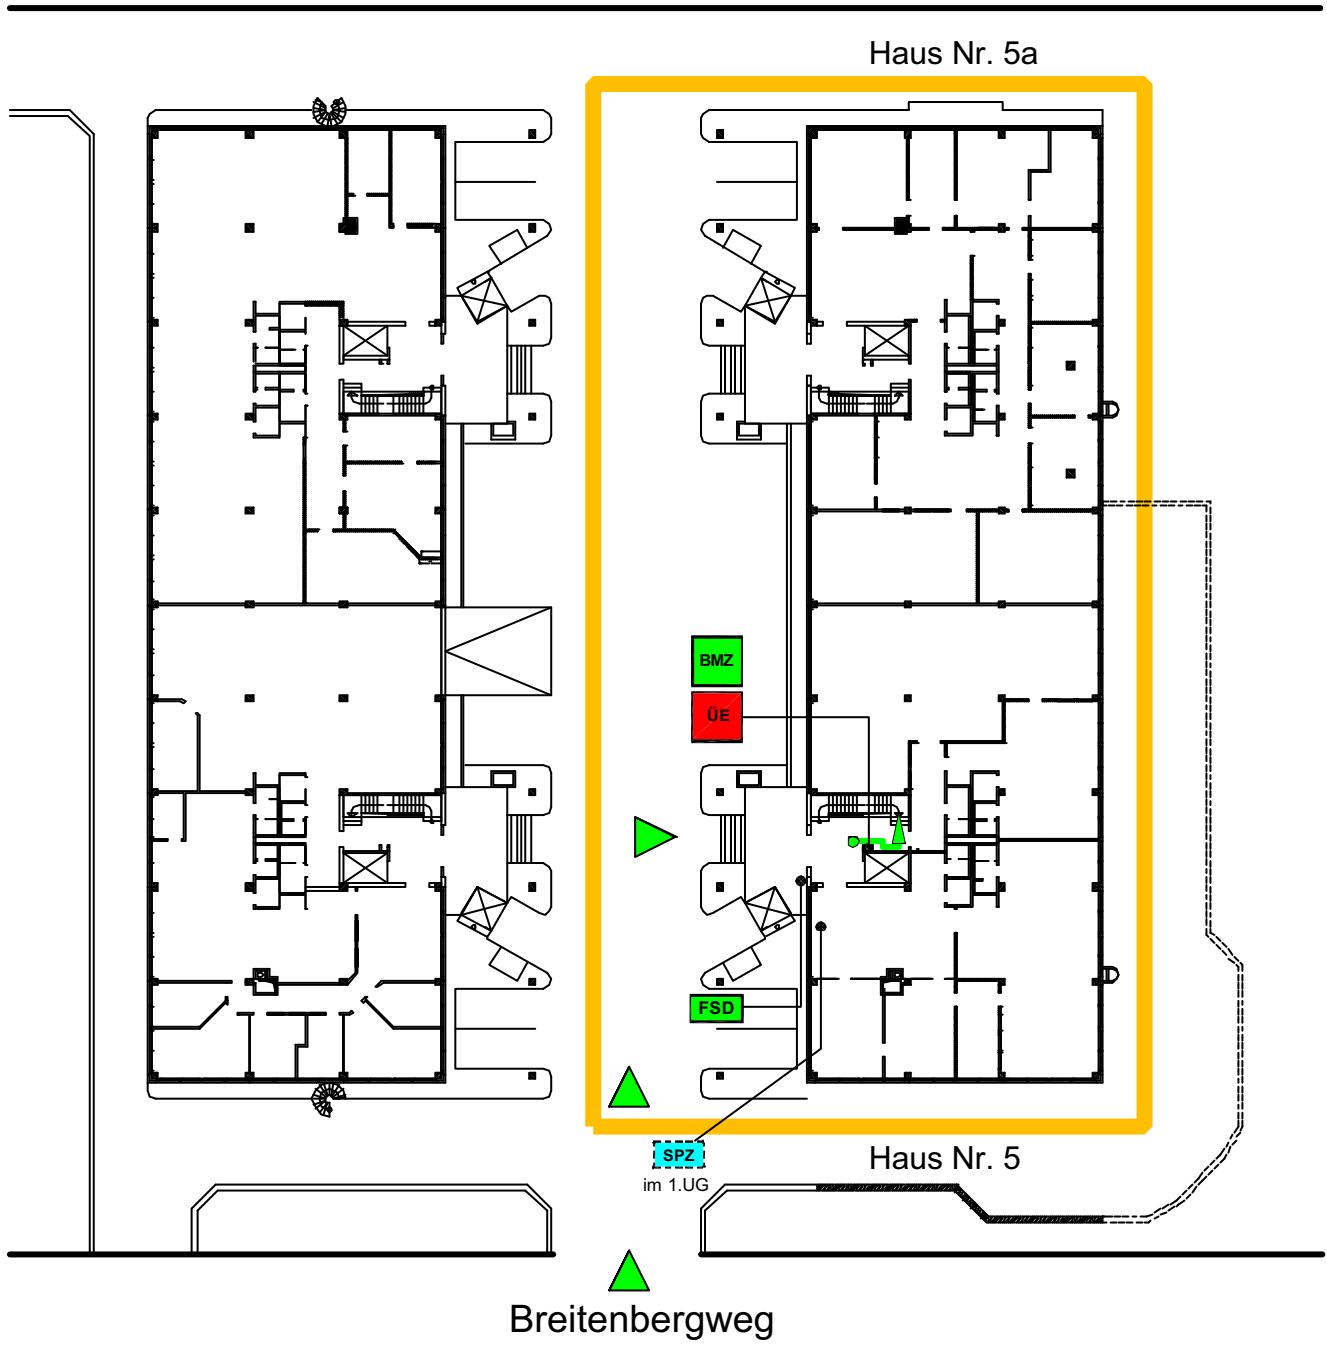 Haus Nr. 5a
BMZ
ÜE
FSD
SPZ
im 1.UG
Haus Nr. 5
Breitenbergweg